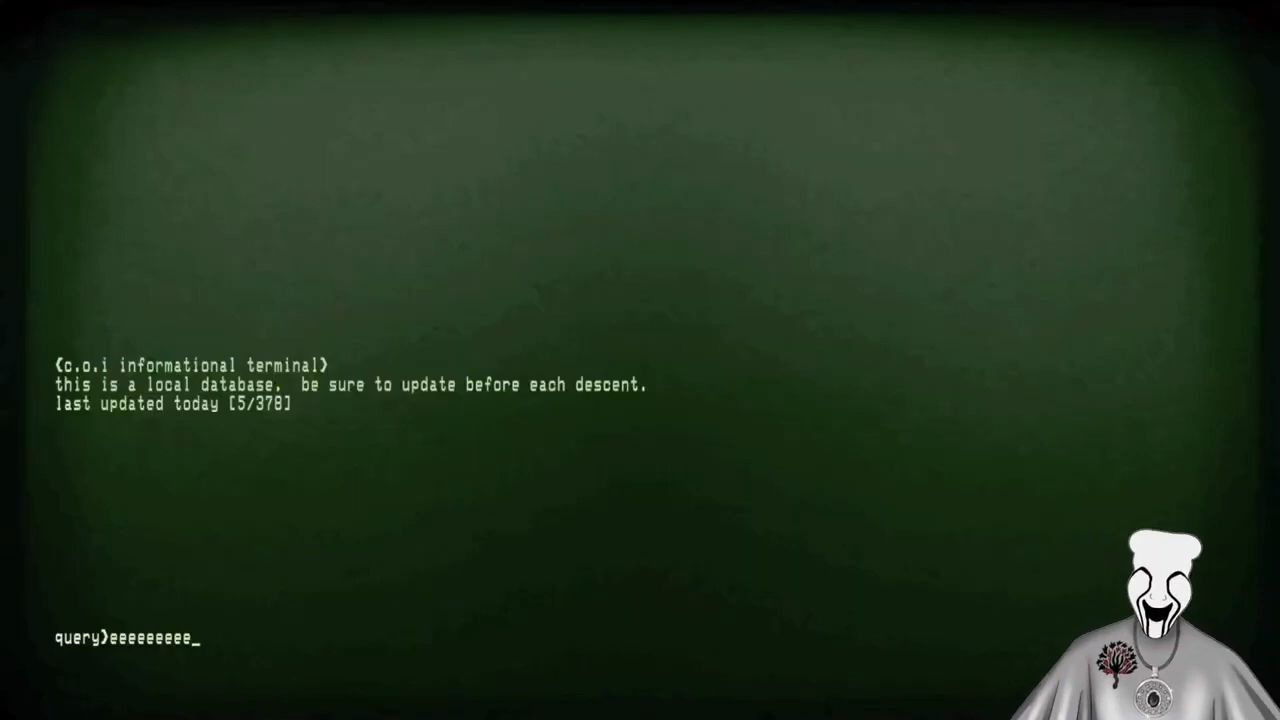 {c.o.i informational terminal}
this is a local database.  be sure to update before each descent.
last updated today [5/378]
query}eeeeeeeee_